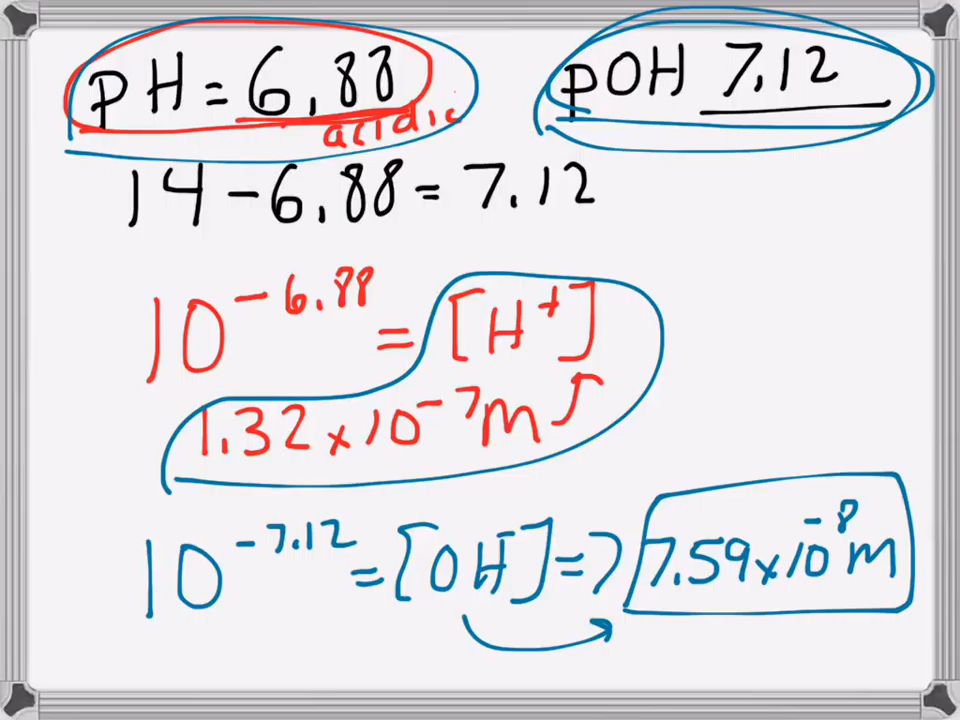 pH = 6.88 pOH 7.12
acidic
14 - 6.88 = 7.12
10^-6.88 = [H+]
1.32 x 10^-7 m
10^-7.12 = [OH-] = 7 7.59 x 10^-8 m